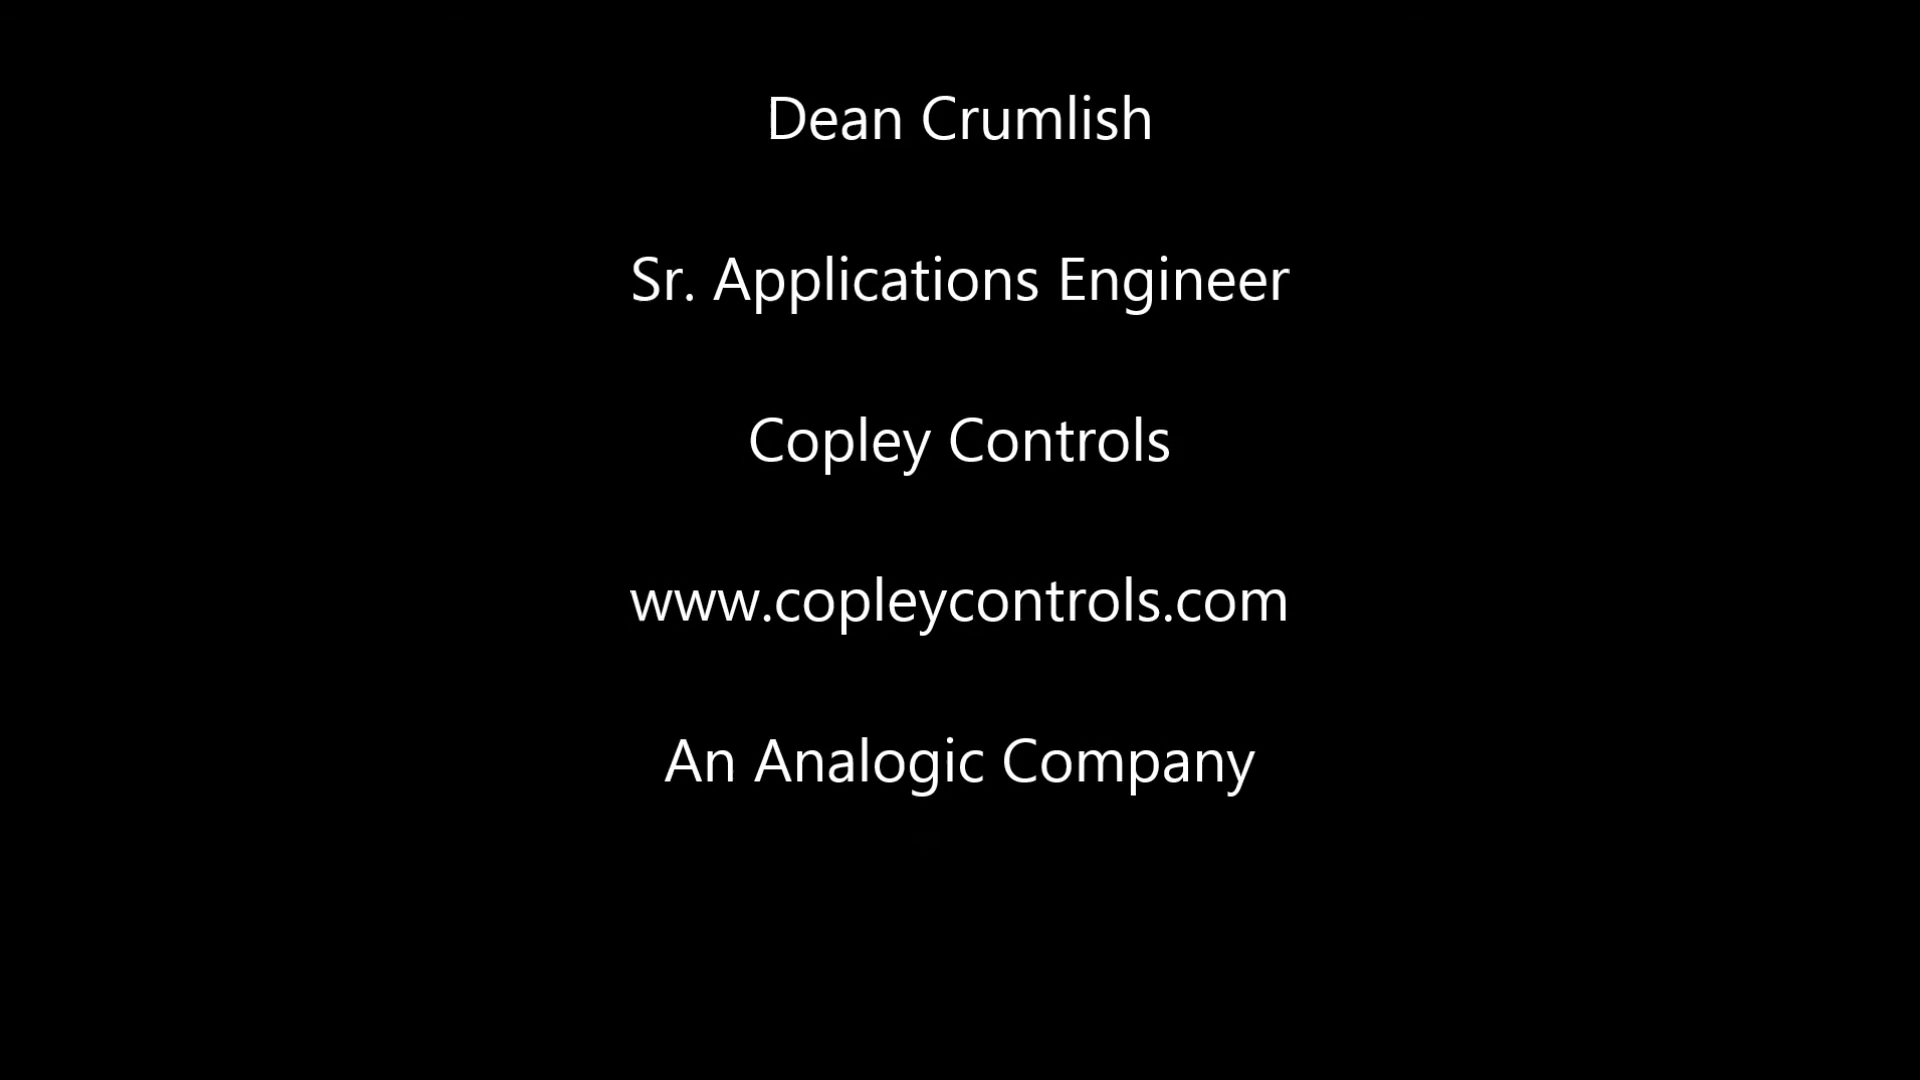 Dean Crumlish
Sr. Applications Engineer
Copley Controls
www.copleycontrols.com
An Analogic Company